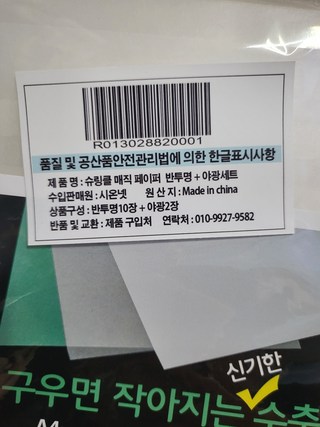 R013028820001
품질 및 공산품안전관리법에 의한 한글표시사항
제 품 명 : 슈링클 매직 페이퍼 반투명 + 야광세트
수입판매원 : 시온넷 원 산 지 : Made in china
상품구성 : 반투명10장 + 야광2장
반품 및 교환 : 제품 구입처 연락처 : 010-9927-9582
신기한
구우면 작아지는 수축